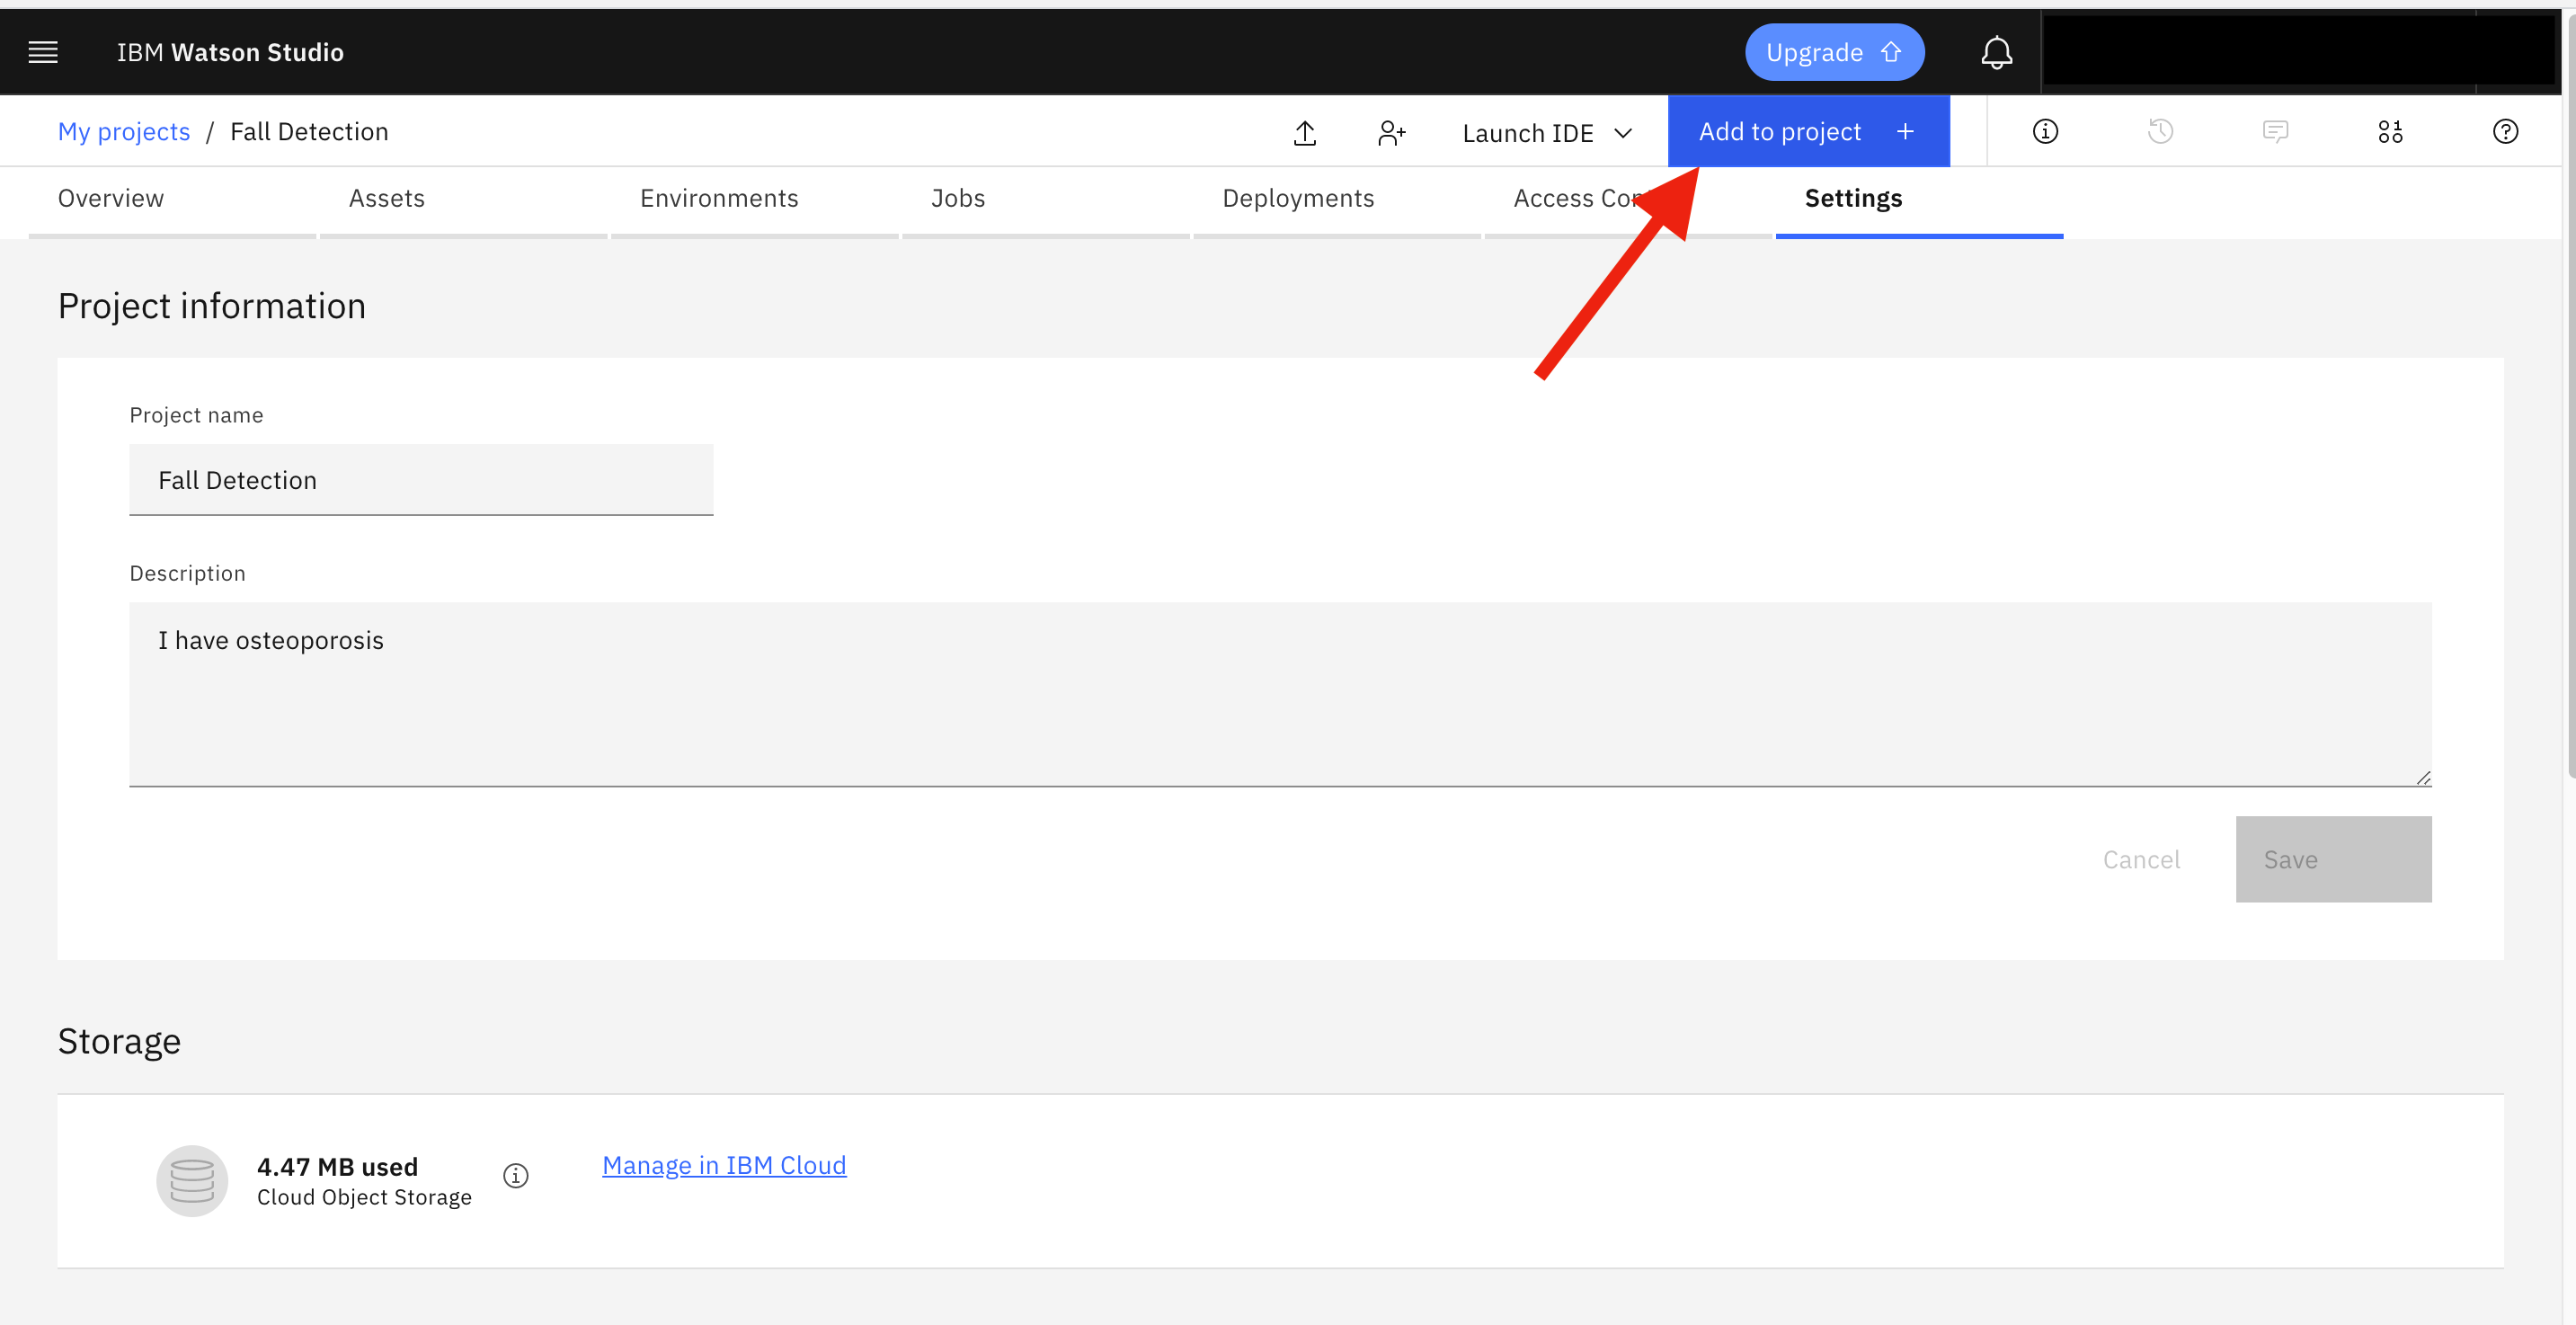 IBM Watson Studio
Upgrade
My projects / Fall Detection
Launch IDE
Add to project +
Overview
Assets
Environments
Jobs
Deployments
Access
Settings
Project information
Project name
Fall Detection
Description
I have osteoporosis
Cancel
Save
Storage
4.47 MB used
Cloud Object Storage
Manage in IBM Cloud